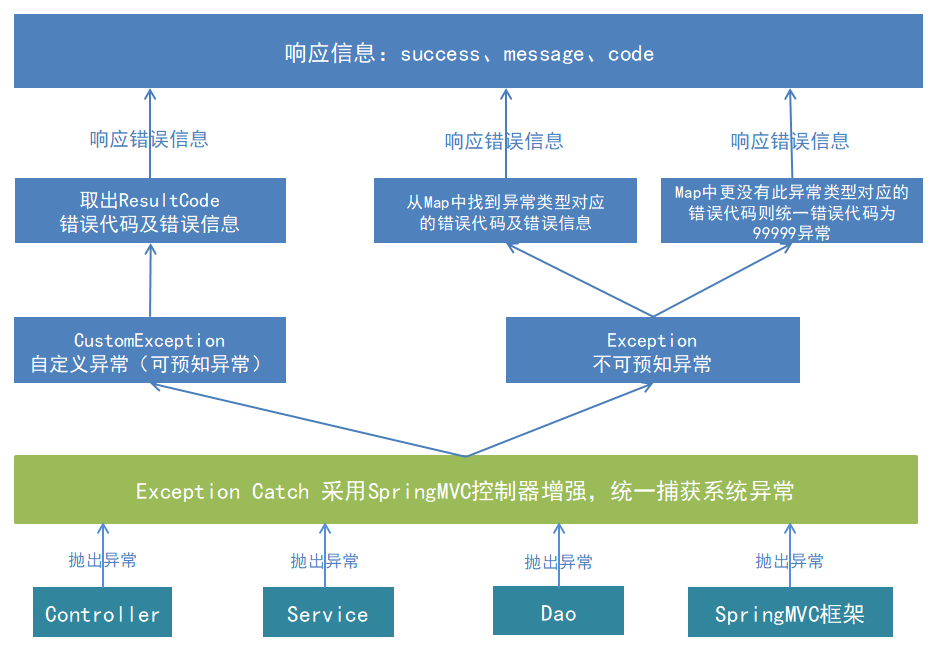 响应信息：success、message、code
响应错误信息
响应错误信息
响应错误信息
取出ResultCode
错误代码及错误信息
从Map中找到异常类型对应
的错误代码及错误信息
Map中更没有此异常类型对应的
错误代码则统一错误代码为
99999异常
CustomException
自定义异常（可预知异常）
Exception
不可预知异常
Exception Catch 采用SpringMVC控制器增强，统一捕获系统异常
抛出异常
抛出异常
抛出异常
抛出异常
Controller
Service
Dao
SpringMVC框架